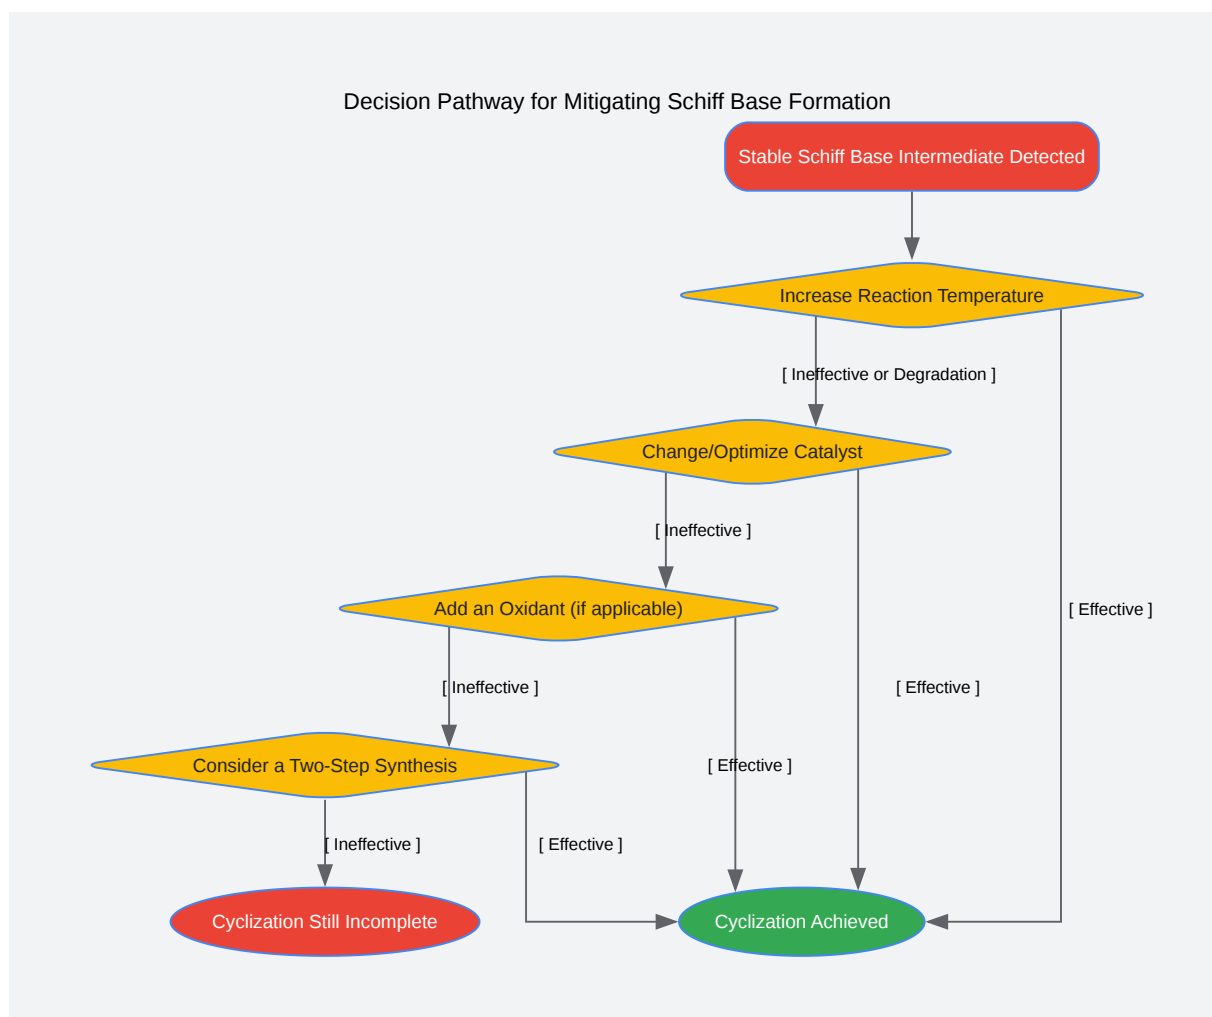 Decision Pathway for Mitigating Schiff Base Formation
Stable Schiff Base Intermediate Detected
Increase Reaction Temperature
[ Ineffective or Degradation ]
Change/Optimize Catalyst
[ Ineffective ]
Add an Oxidant (if applicable)
[ Effective ]
[ Ineffective ]
[ Effective ]
Consider a Two-Step Synthesis
[ Effective ]
[ Ineffective ]
[ Effective ]
Cyclization Still Incomplete
Cyclization Achieved